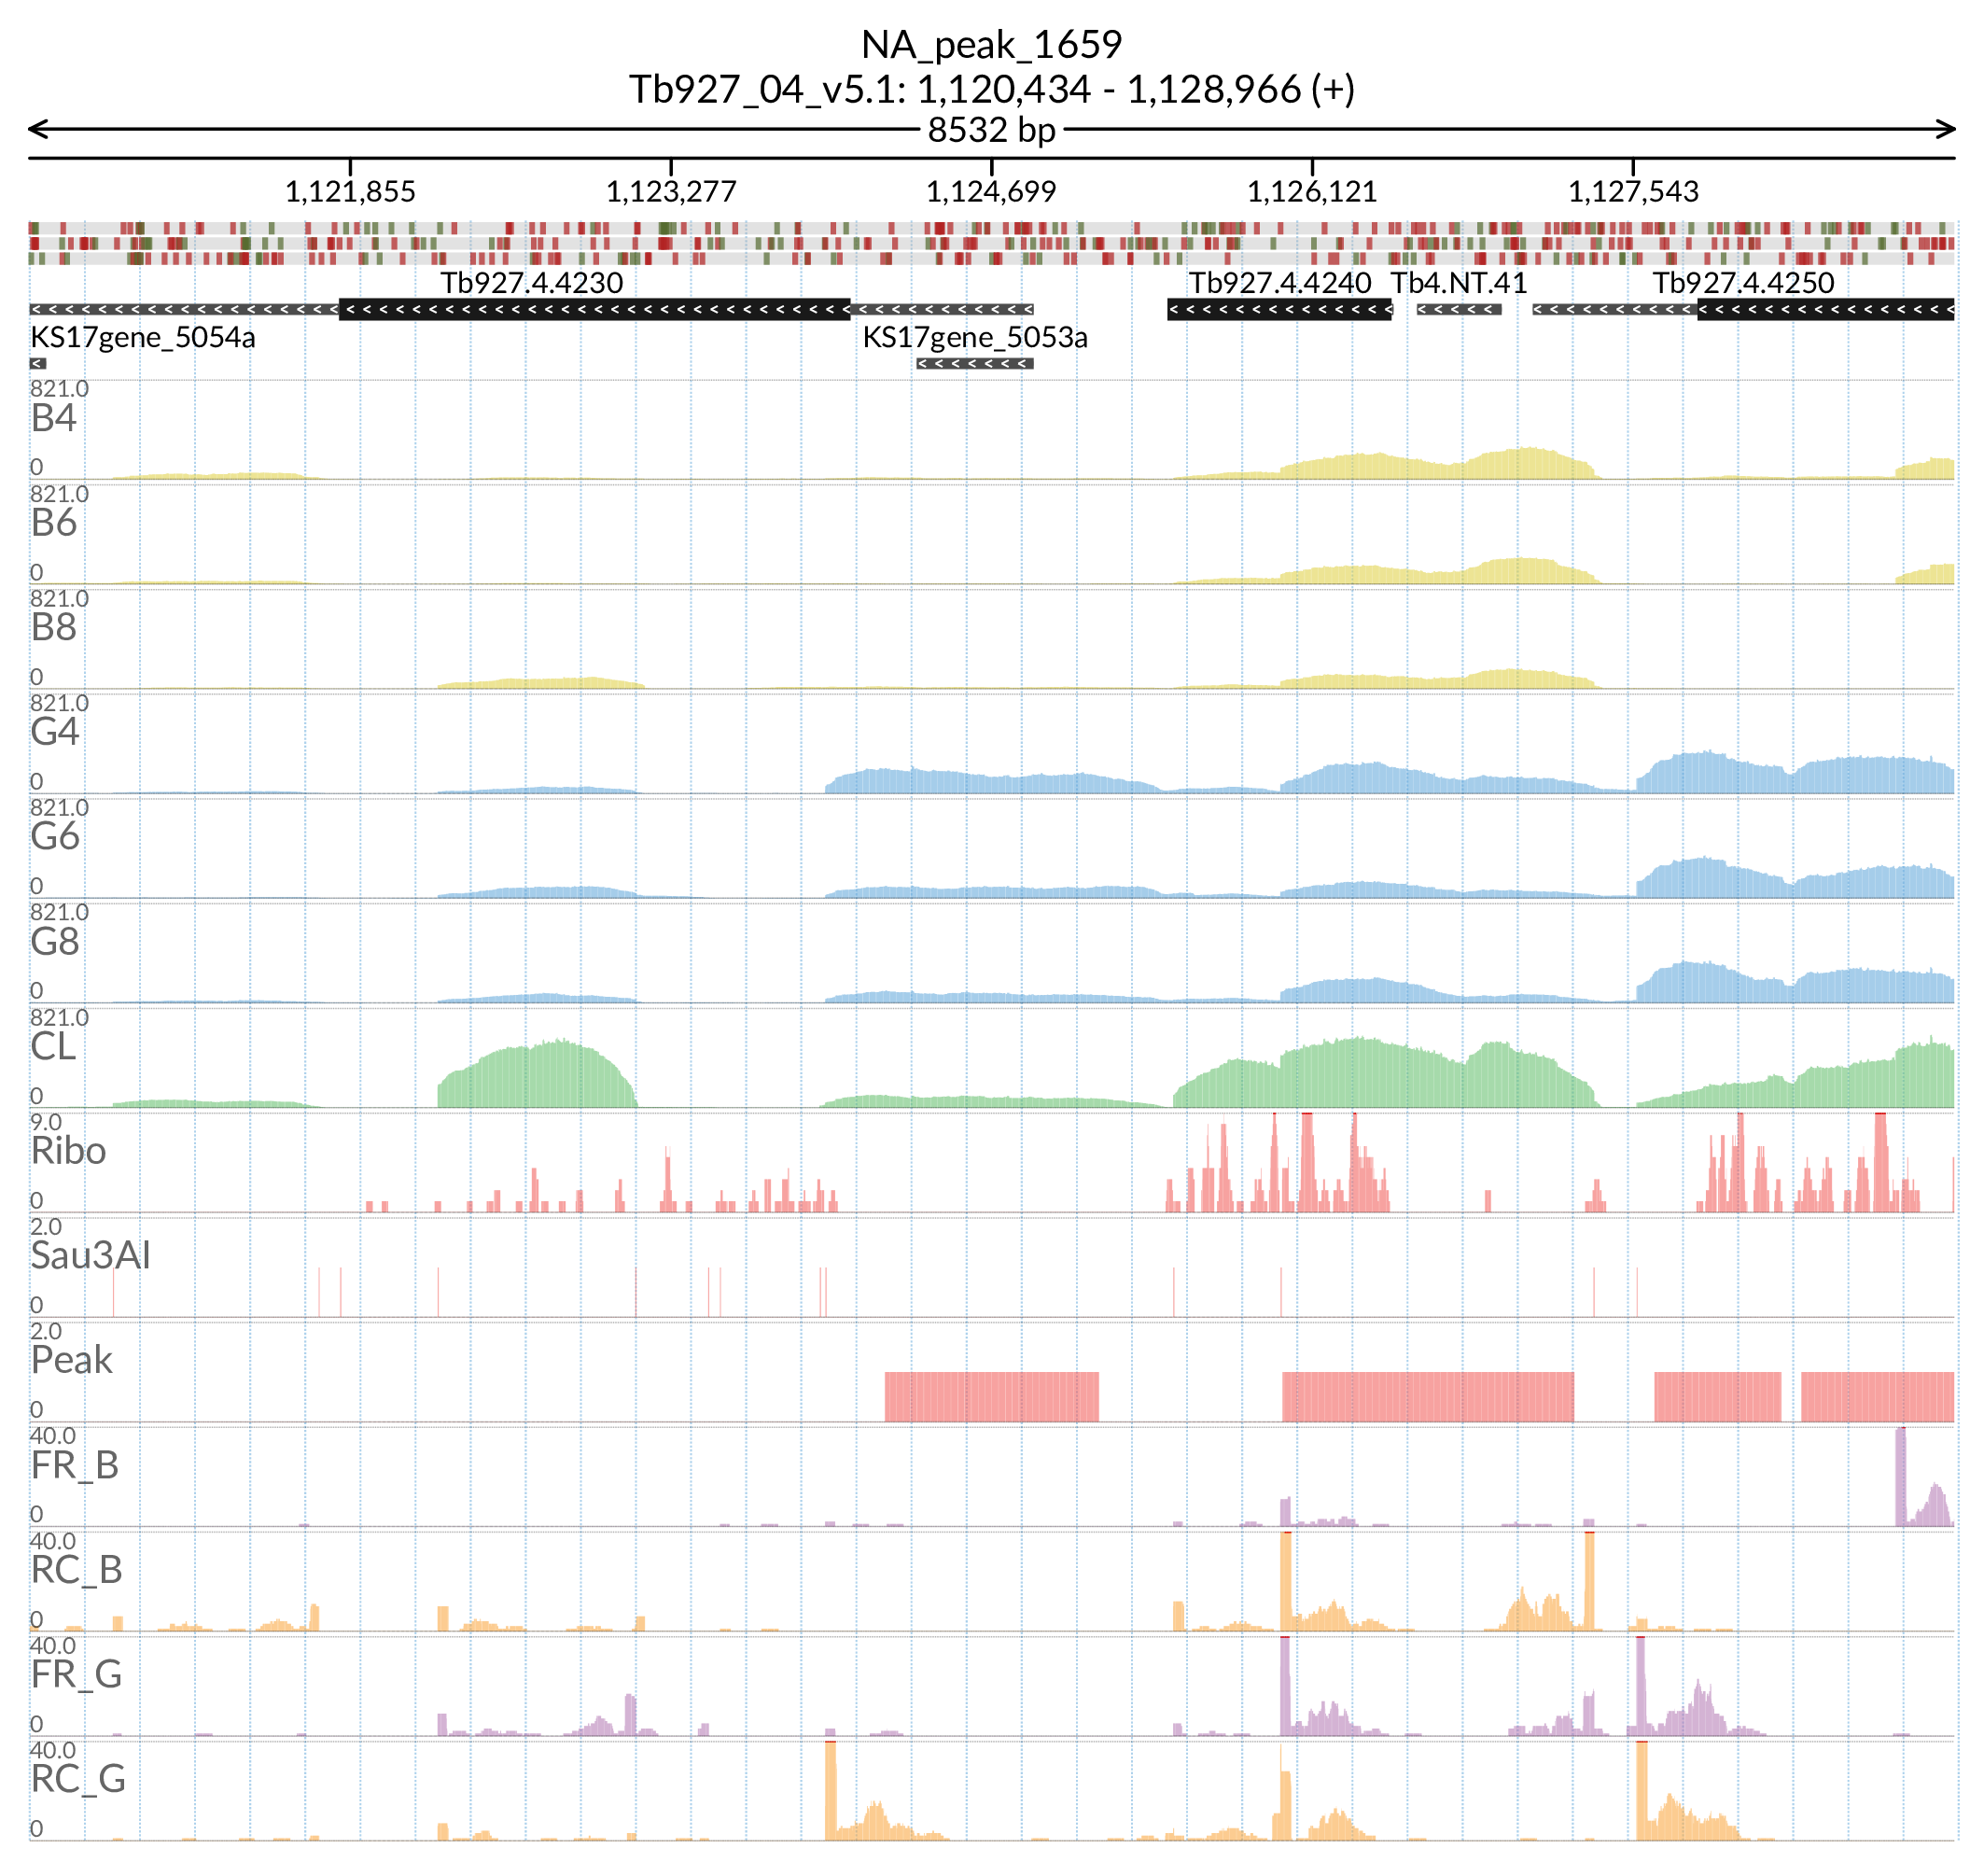 NA_peak_1659
Tb927_04_v5.1: 1,120,434 - 1,128,966 (+)
8532 bp
1,121,855 1,123,277 1,124,699 1,126,121 1,127,543
Tb927.4.4230 Tb927.4.4240 Tb4.NT.41 Tb927.4.4250
KS17gene_5054a KS17gene_5053a
821.0
B4
0
821.0
B6
0
821.0
B8
0
821.0
G4
0
821.0
G6
0
821.0
G8
0
821.0
CL
0
9.0
Ribo
0
2.0
Sau3AI
0
2.0
Peak
0
40.0
FR_B
0
40.0
RC_B
0
40.0
FR_G
0
40.0
RC_G
0